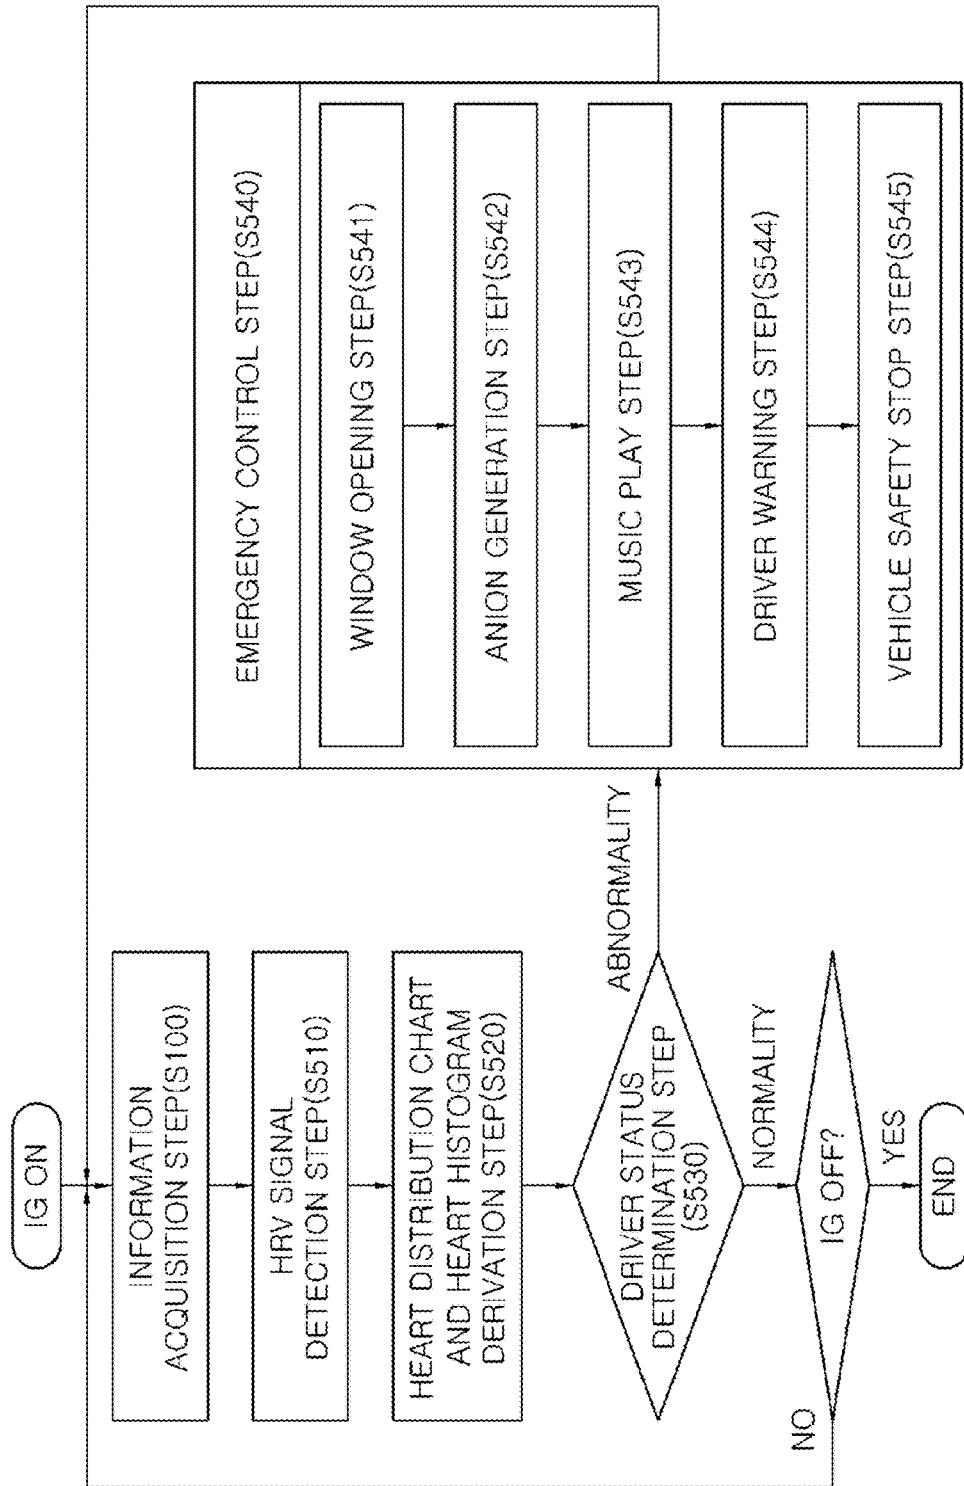 IG ON
INFORMATION
ACQUISITION STEP(S100)
HRV SIGNAL
DETECTION STEP(S510)
HEART DISTRIBUTION CHART
AND HEART HISTOGRAM
DERIVATION STEP(S520)
DRIVER STATUS
DETERMINATION STEP
(S530)
ABNORMALITY
NORMALITY
IG OFF?
NO
YES
END
EMERGENCY CONTROL STEP(S540)
WINDOW OPENING STEP(S541)
ANION GENERATION STEP(S542)
MUSIC PLAY STEP(S543)
DRIVER WARNING STEP(S544)
VEHICLE SAFETY STOP STEP(S545)